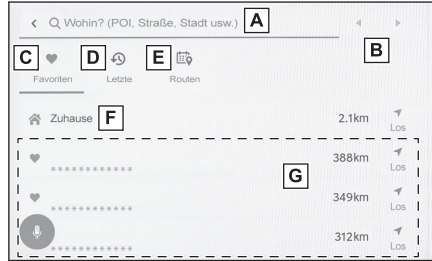 Wohin? (POI, Straße, Stadt usw.) A
B
C D E
Favoriten Letzte Routen
Zuhause F 2.1km Los
388km Los
************
G
349km Los
************
312km Los
************